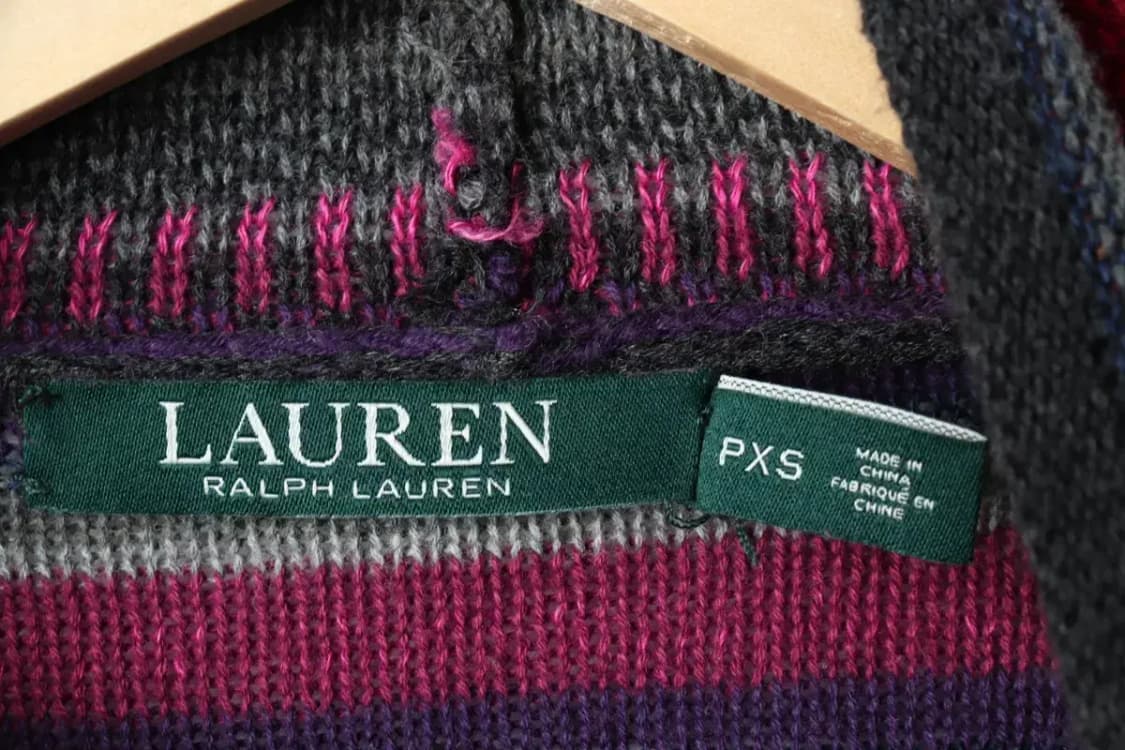 LAUREN
RALPH LAUREN
PXS
MADE IN
CHINA
FABRIQUÉ EN
CHINE